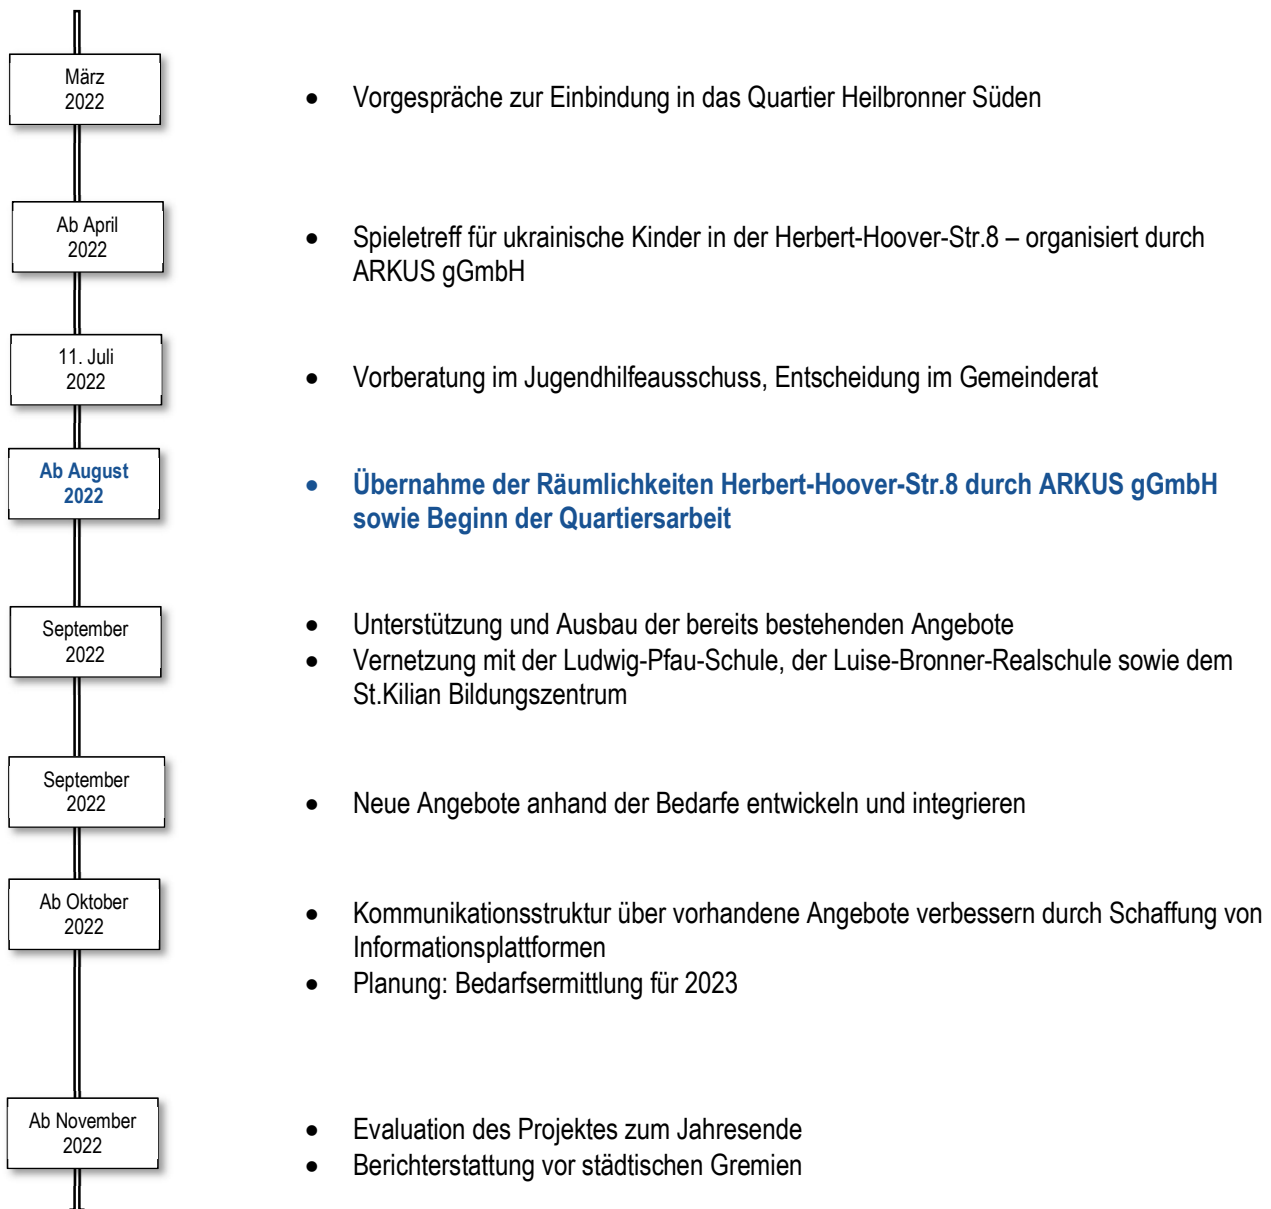 März
2022
• Vorgespräche zur Einbindung in das Quartier Heilbronner Süden
Ab April
2022
• Spieletreff für ukrainische Kinder in der Herbert-Hoover-Str.8 – organisiert durch
ARKUS gGmbH
11. Juli
2022
• Vorberatung im Jugendhilfeausschuss, Entscheidung im Gemeinderat
Ab August
2022
• Übernahme der Räumlichkeiten Herbert-Hoover-Str.8 durch ARKUS gGmbH
sowie Beginn der Quartiersarbeit
September
2022
• Unterstützung und Ausbau der bereits bestehenden Angebote
• Vernetzung mit der Ludwig-Pfau-Schule, der Luise-Bronner-Realschule sowie dem
St.Kilian Bildungszentrum
September
2022
• Neue Angebote anhand der Bedarfe entwickeln und integrieren
Ab Oktober
2022
• Kommunikationsstruktur über vorhandene Angebote verbessern durch Schaffung von
Informationsplattformen
• Planung: Bedarfsermittlung für 2023
Ab November
2022
• Evaluation des Projektes zum Jahresende
• Berichterstattung vor städtischen Gremien